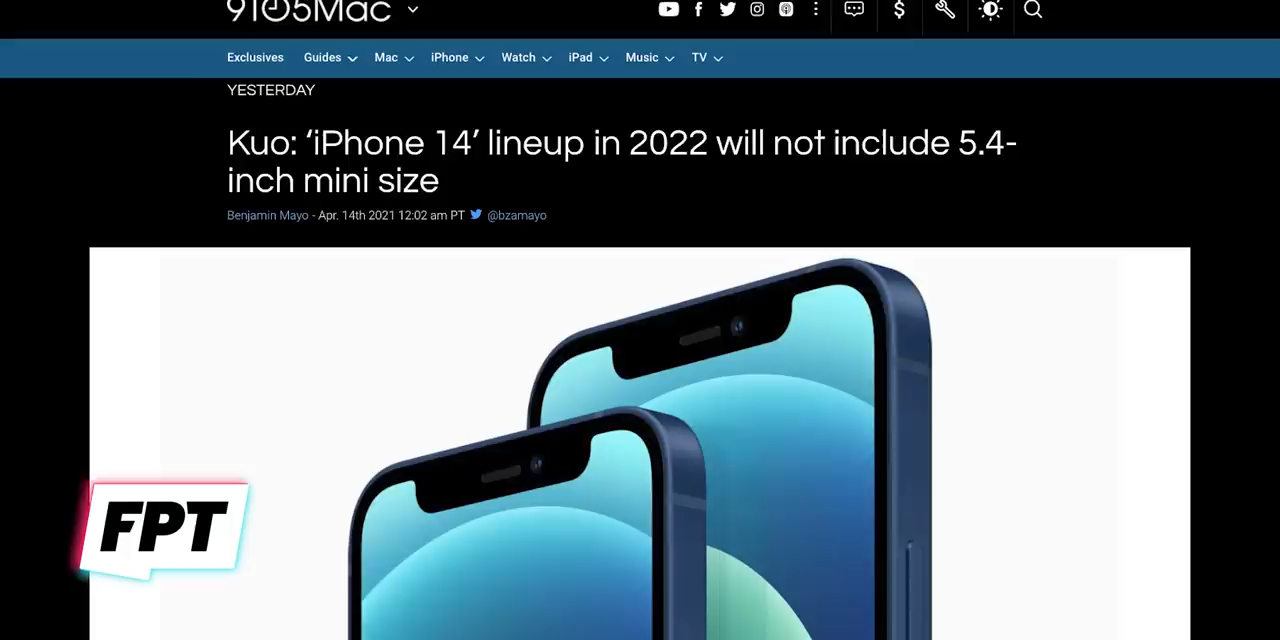 9TO5Mac
Exclusives Guides Mac iPhone Watch iPad Music TV
YESTERDAY
Kuo: ‘iPhone 14’ lineup in 2022 will not include 5.4-
inch mini size
Benjamin Mayo - Apr. 14th 2021 12:02 am PT @bzamayo
FPT